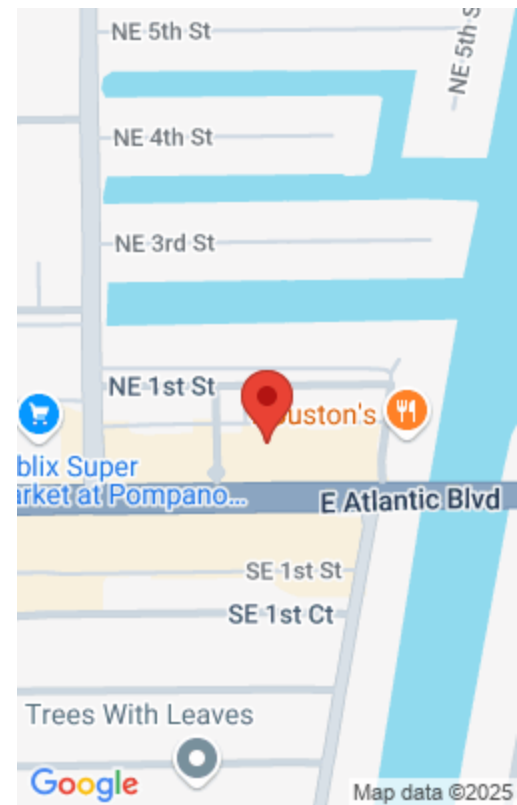 NE 5th St
NE 5th S
NE 4th St
NE 3rd St
NE 1st St
ouston's
blix Super
arket at Pompano...
E Atlantic Blvd
SE 1st St
SE 1st Ct
Trees With Leaves
Google
Map data ©2025